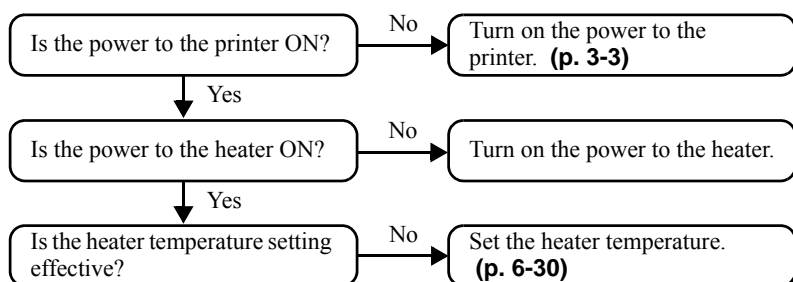 Is the power to the printer ON?
No
Turn on the power to the
printer. (p. 3-3)
Yes
Is the power to the heater ON?
No
Turn on the power to the heater.
Yes
Is the heater temperature setting
effective?
No
Set the heater temperature.
(p. 6-30)